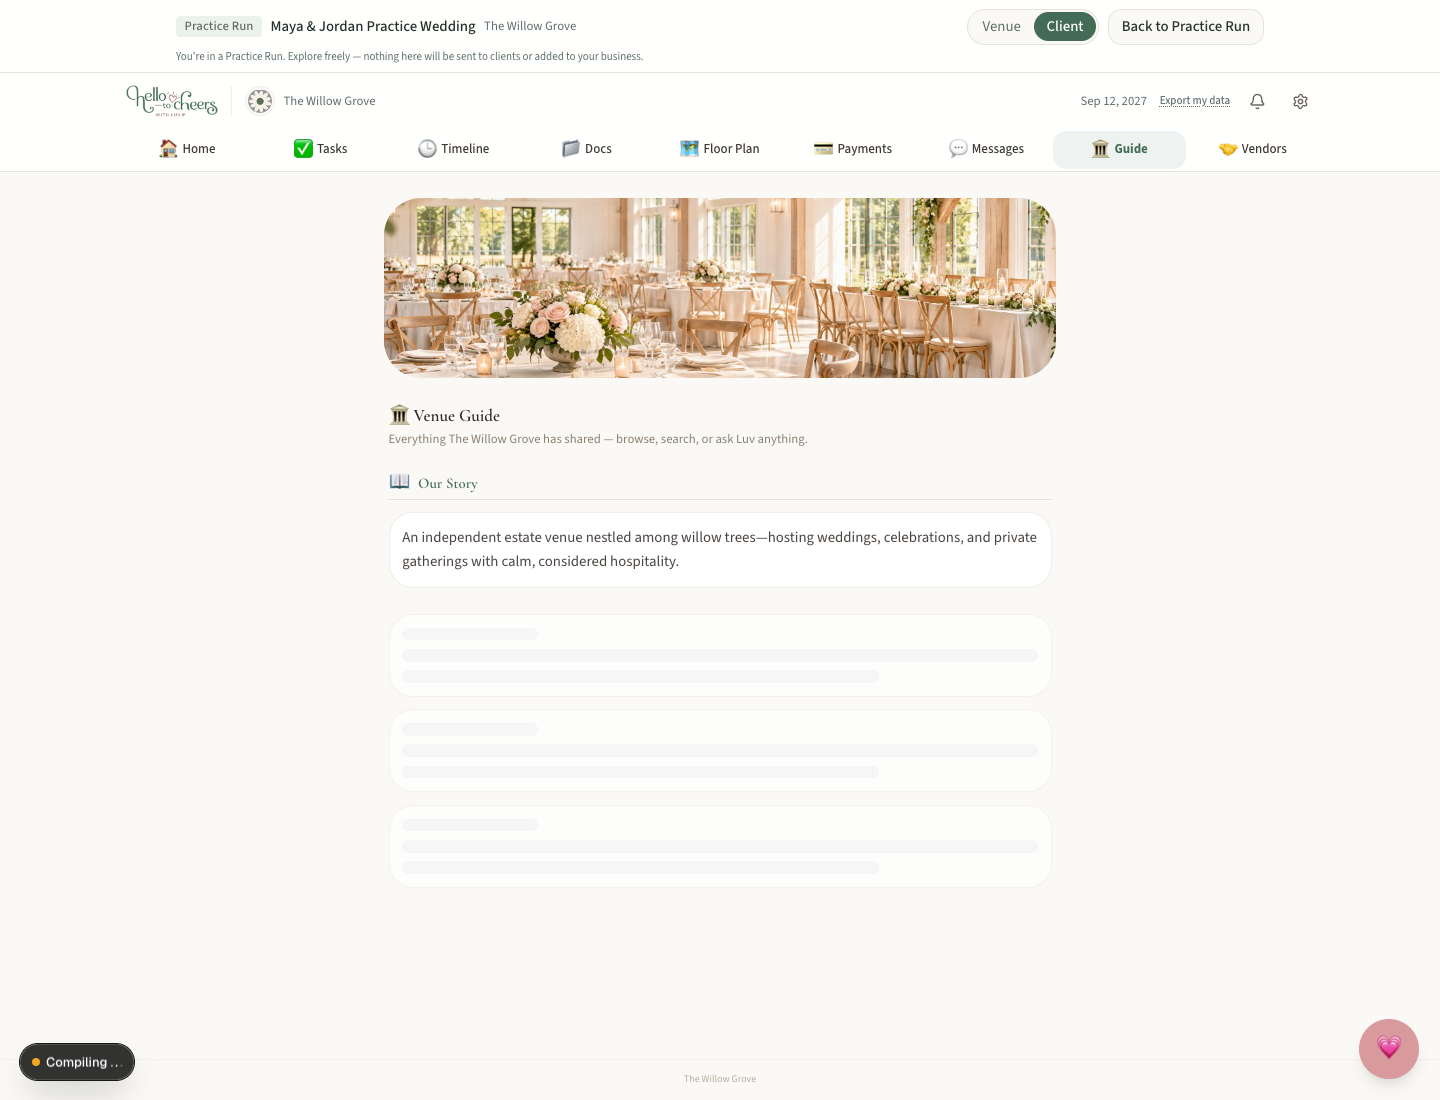 Practice Run Maya & Jordan Practice Wedding The Willow Grove Venue Client Back to Practice Run
You're in a Practice Run. Explore freely — nothing here will be sent to clients or added to your business.
hello to cheers WITH LUV The Willow Grove Sep 12, 2027 Export my data
Home Tasks Timeline Docs Floor Plan Payments Messages Guide Vendors
Venue Guide
Everything The Willow Grove has shared — browse, search, or ask Luv anything.
Our Story
An independent estate venue nestled among willow trees—hosting weddings, celebrations, and private
gatherings with calm, considered hospitality.
Compiling ...
The Willow Grove